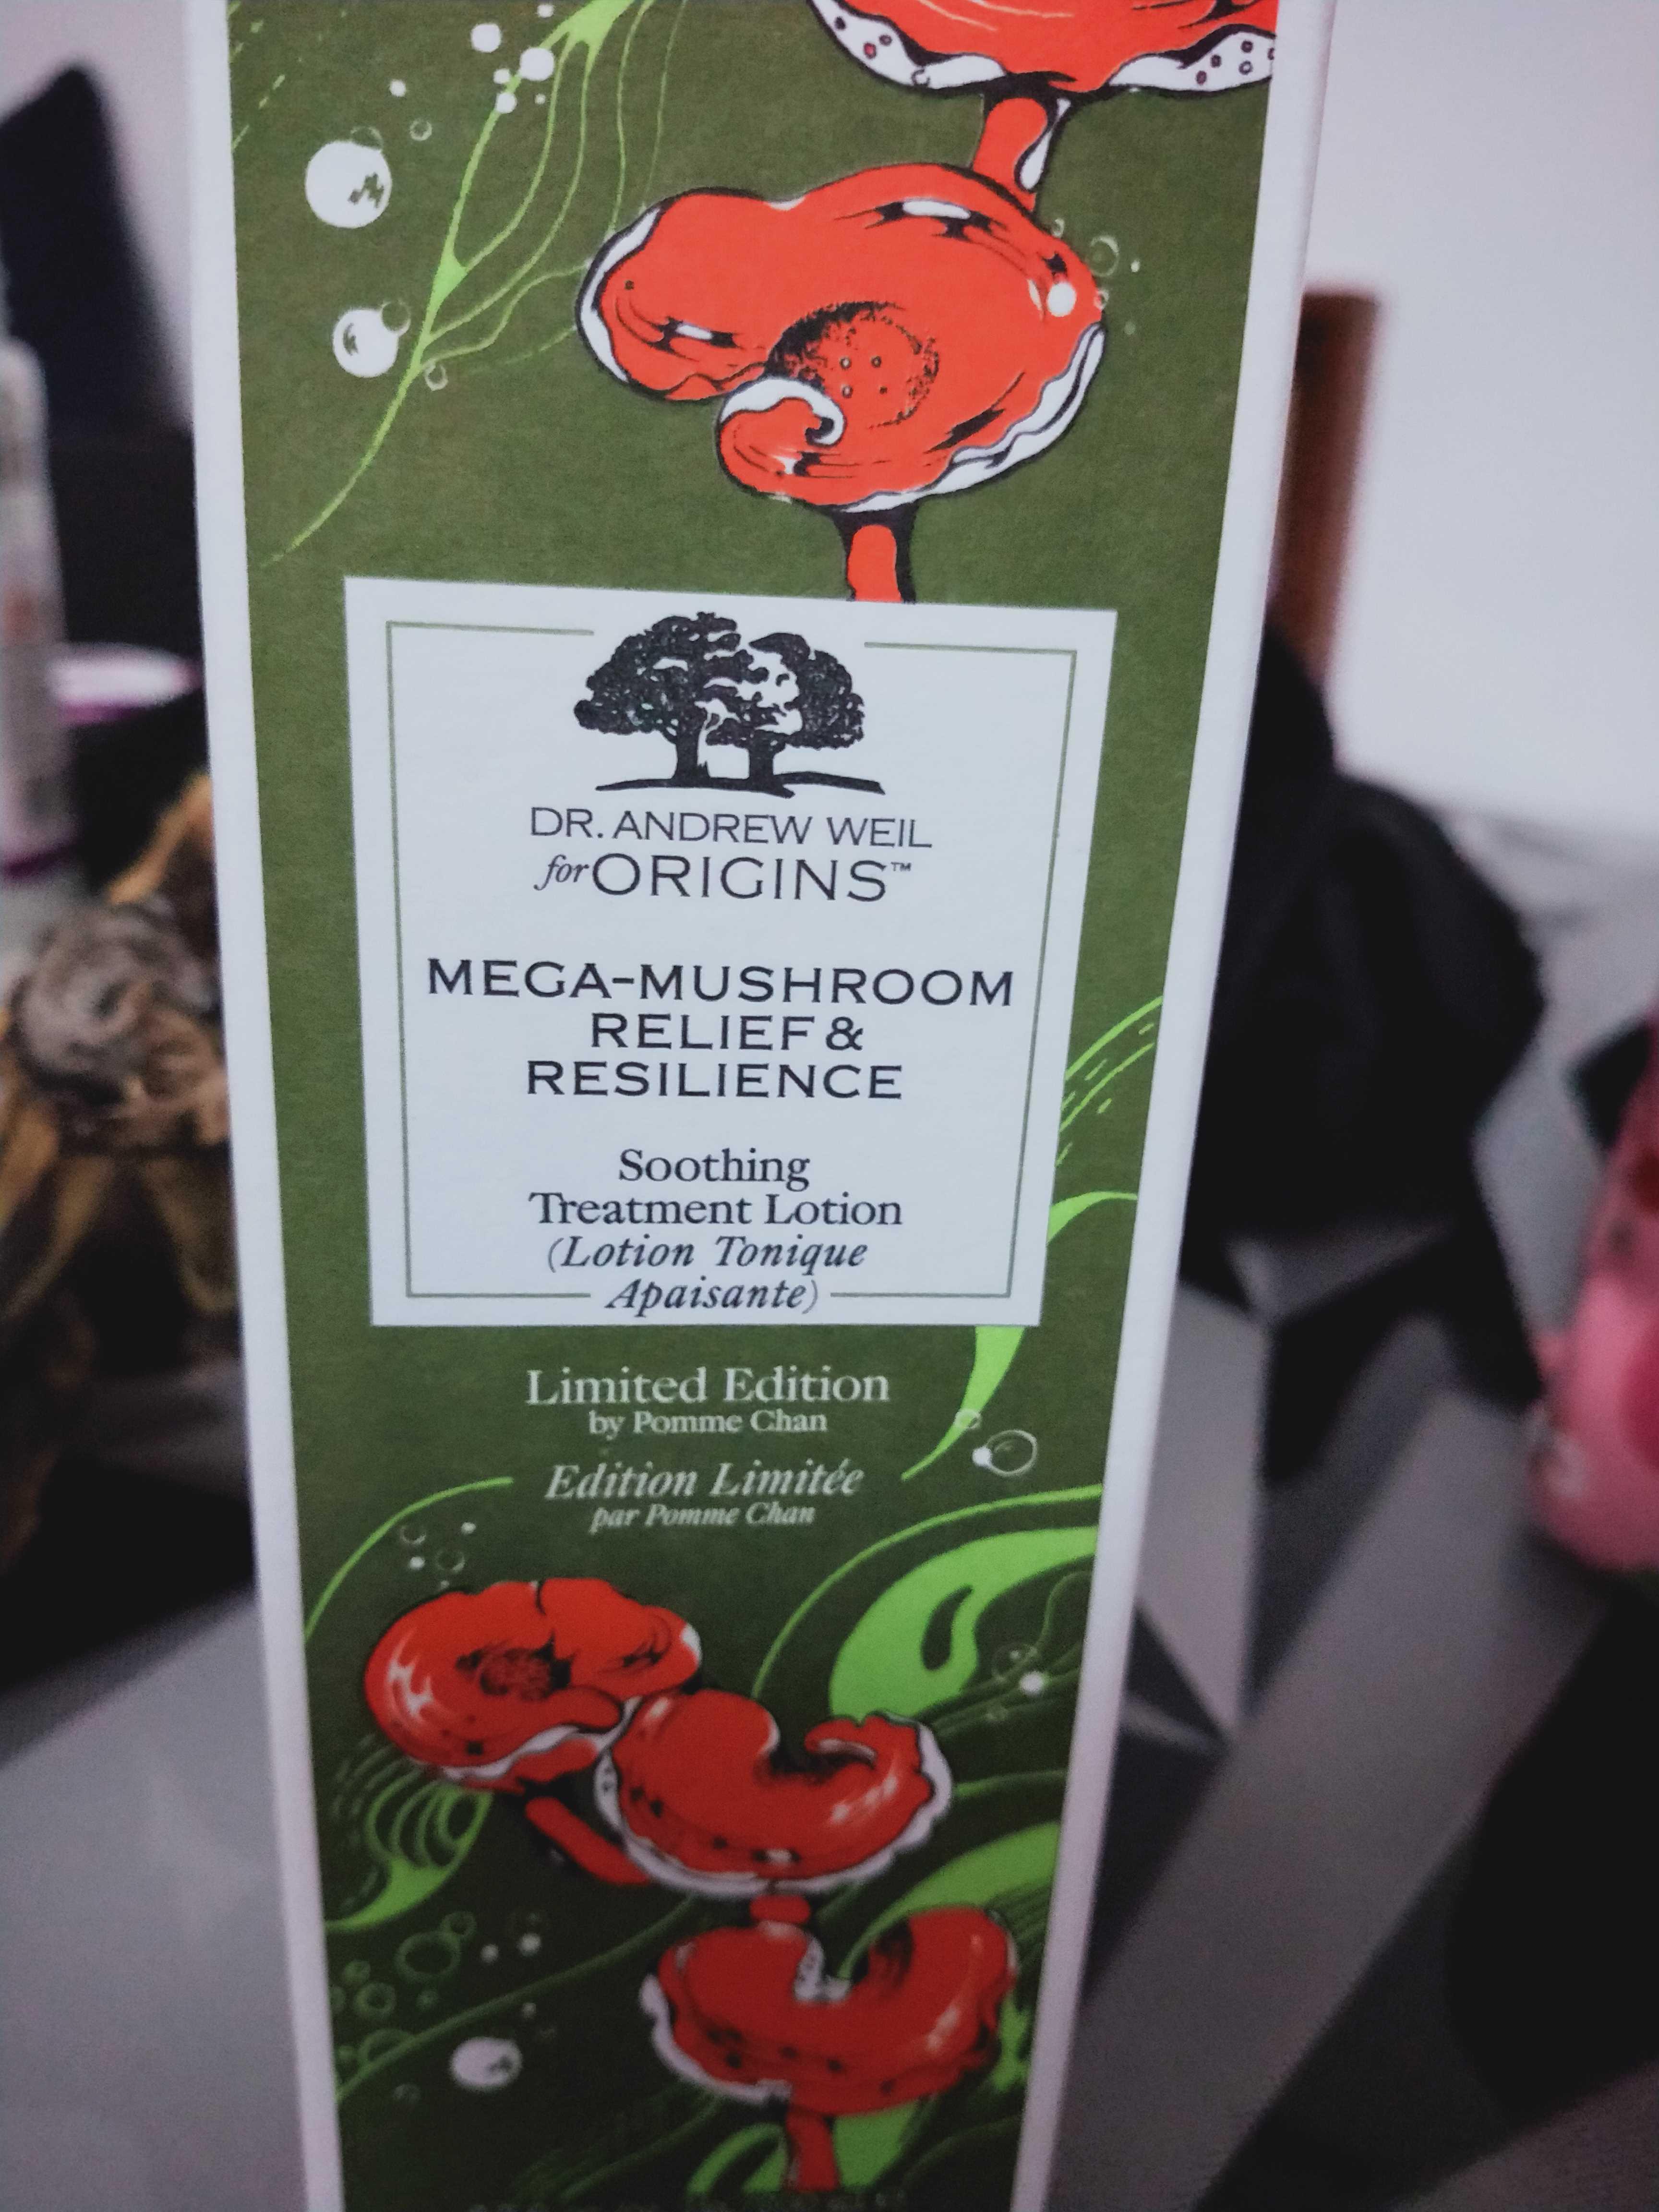 DR. ANDREW WEIL
for ORIGINS™
MEGA-MUSHROOM
RELIEF &
RESILIENCE
Soothing
Treatment Lotion
(Lotion Tonique
Apaisante)
Limited Edition
by Pomme Chan
Edition Limitée
par Pomme Chan